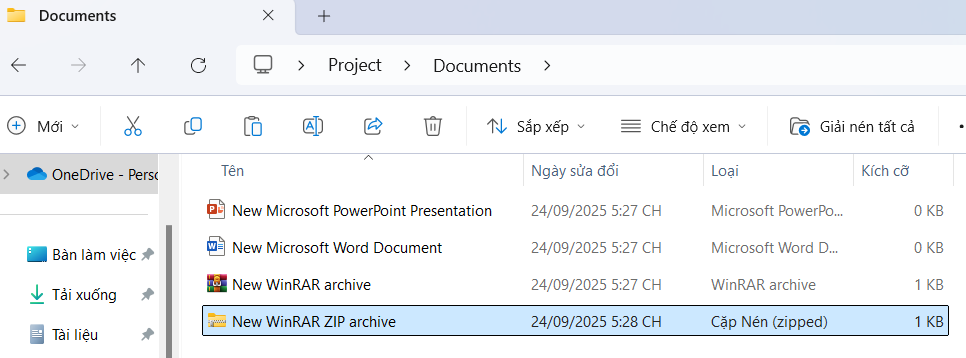 Documents
Project > Documents >
Mới Sắp xếp Chế độ xem Giải nén tất cả
OneDrive - Perso
Tên Ngày sửa đổi Loại Kích cỡ
New Microsoft PowerPoint Presentation 24/09/2025 5:27 CH Microsoft PowerPo... 0 KB
New Microsoft Word Document 24/09/2025 5:27 CH Microsoft Word D... 0 KB
Bàn làm việc
New WinRAR archive 24/09/2025 5:27 CH WinRAR archive 1 KB
Tải xuống
New WinRAR ZIP archive 24/09/2025 5:28 CH Cặp Nén (zipped) 1 KB
Tài liệu